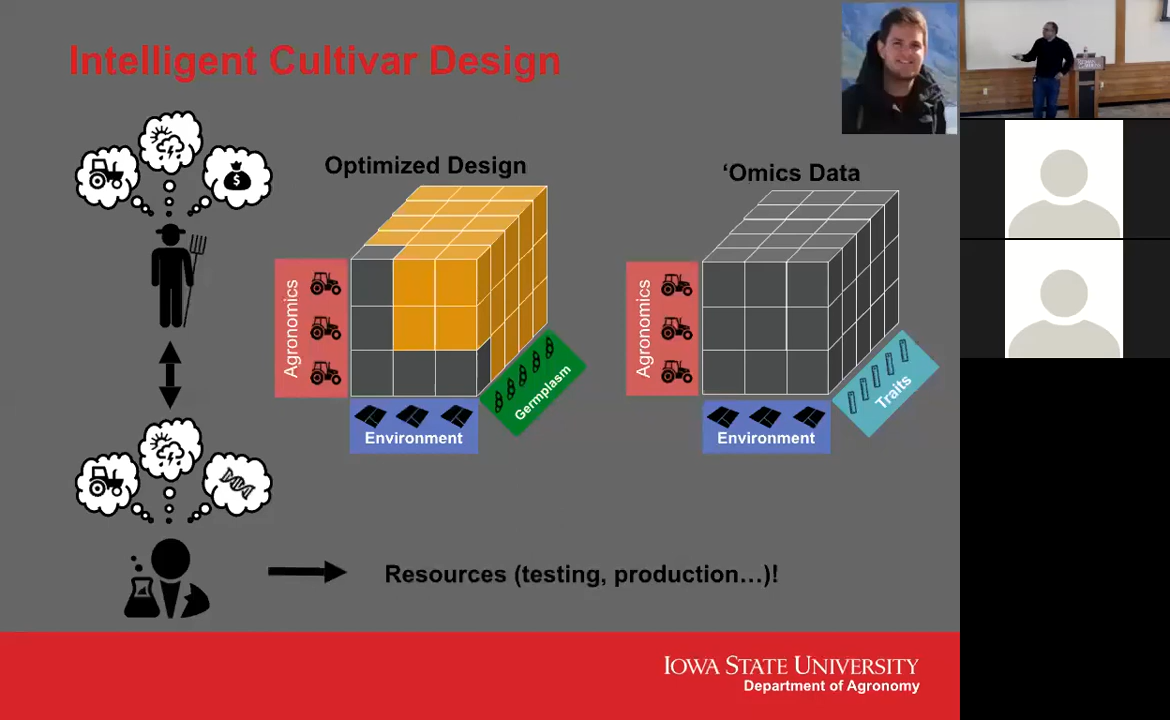 Intelligent Cultivar Design
Optimized Design
'Omics Data
$
Agronomics
Environment
Germplasm
Agronomics
Environment
Traits
Resources (testing, production...)!
IOWA STATE UNIVERSITY
Department of Agronomy